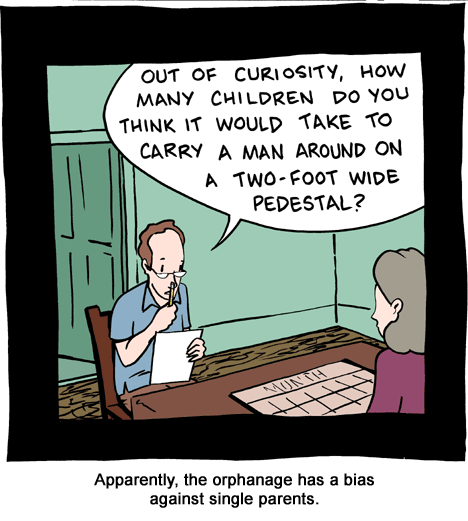 OUT OF CURIOSITY, HOW
MANY CHILDREN DO YOU
THINK IT WOULD TAKE TO
CARRY A MAN AROUND ON
A TWO-FOOT WIDE
PEDESTAL?
MONTH
Apparently, the orphanage has a bias
against single parents.